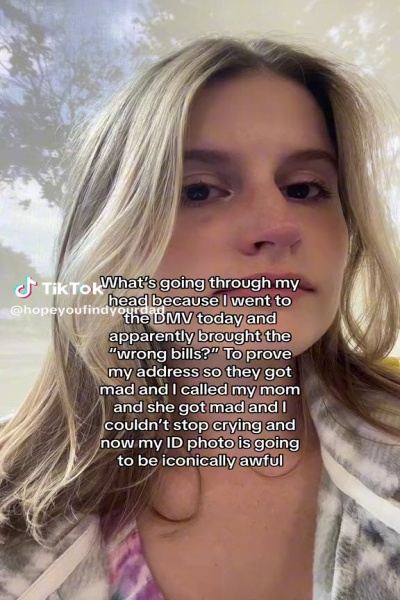 TikTok
@hopeyoufindyourdad
What's going through my
head because I went to
the DMV today and
apparently brought the
"wrong bills?" To prove
my address so they got
mad and I called my mom
and she got mad and I
couldn't stop crying and
now my ID photo is going
to be iconically awful